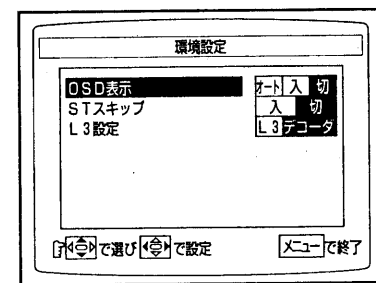 環境設定
OSD表示 オート 入 切
STスキップ 入 切
L3設定 L3 デコーダ
で選び で設定 メニューで終了